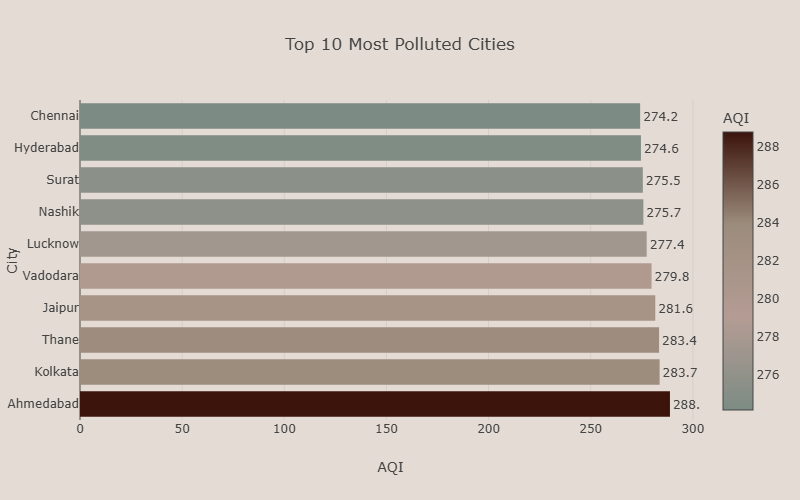 Top 10 Most Polluted Cities
Chennai 274.2
Hyderabad 274.6
Surat 275.5
Nashik 275.7
Lucknow 277.4
Vadodara 279.8
Jaipur 281.6
Thane 283.4
Kolkata 283.7
Ahmedabad 288.
0 50 100 150 200 250 300
AQI
City
AQI
288
286
284
282
280
278
276